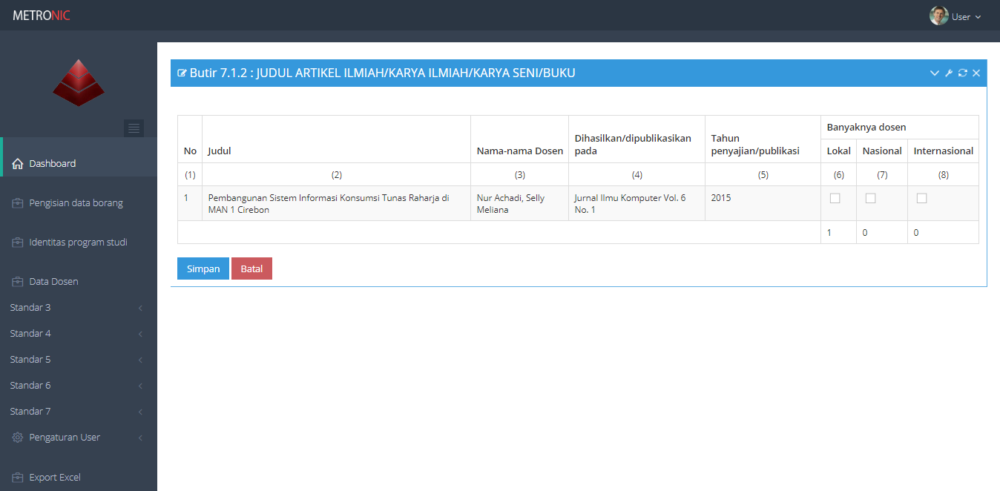 METRONIC
User
Butir 7.1.2 : JUDUL ARTIKEL ILMIAH/KARYA ILMIAH/KARYA SENI/BUKU
Dashboard
Pengisian data borang
Identitas program studi
Data Dosen
Standar 3
Standar 4
Standar 5
Standar 6
Standar 7
Pengaturan User
Export Excel
No
Judul
Nama-nama Dosen
Dihasilkan/dipublikasikan
pada
Tahun
penyajian/publikasi
Banyaknya dosen
Lokal
Nasional
Internasional
(1)
(2)
(3)
(4)
(5)
(6)
(7)
(8)
1
Pembangunan Sistem Informasi Konsumsi Tunas Raharja di
MAN 1 Cirebon
Nur Achadi, Selly
Meliana
Jurnal Ilmu Komputer Vol. 6
No. 1
2015
1
0
0
Simpan
Batal